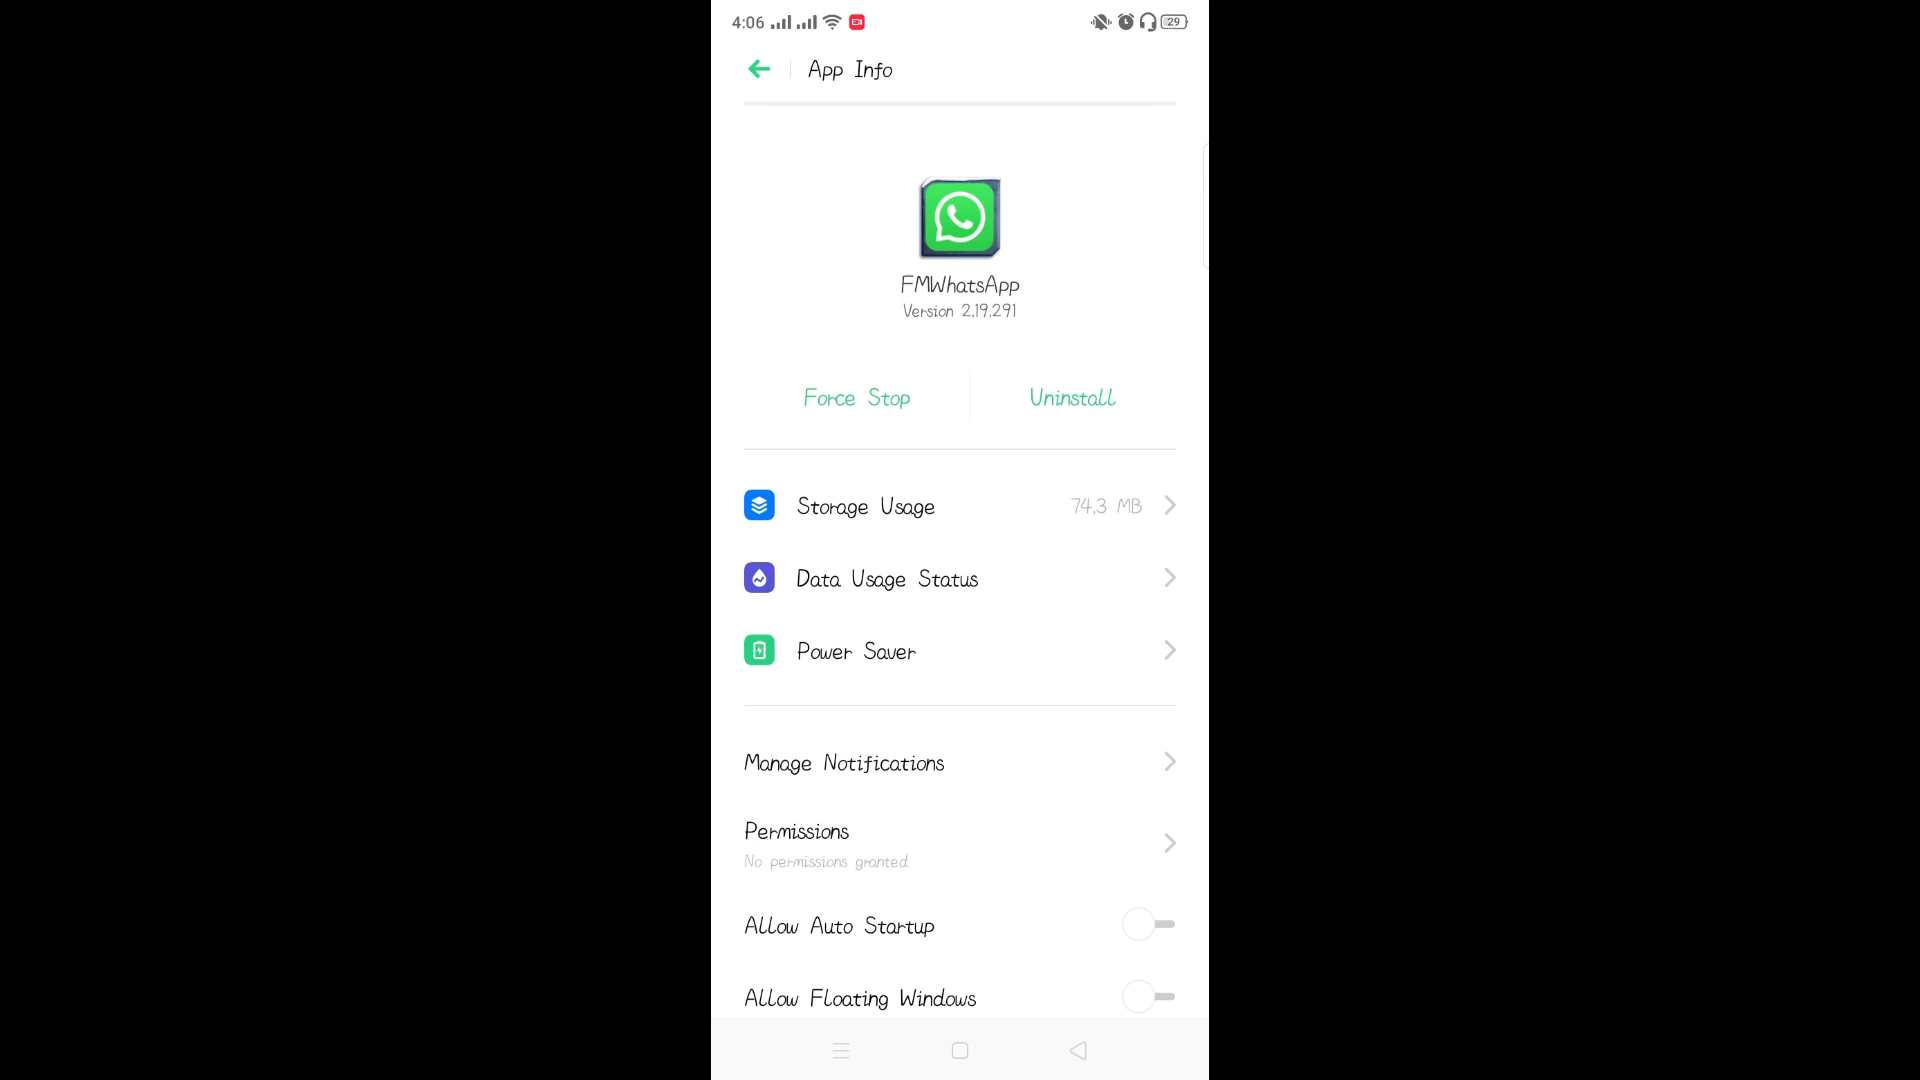 4:06
29
App Info
FMWhatsApp
Version 2.19.291
Force Stop
Uninstall
Storage Usage 74.3 MB
Data Usage Status
Power Saver
Manage Notifications
Permissions
No permissions granted.
Allow Auto Startup
Allow Floating Windows